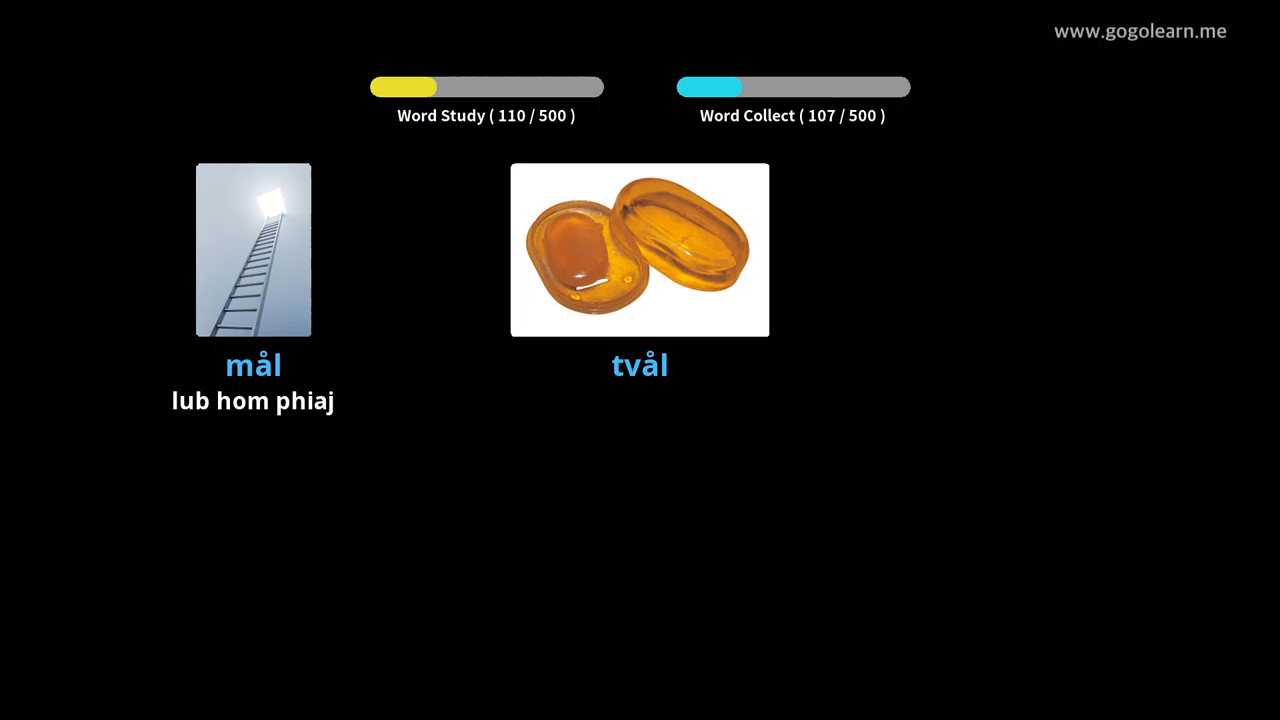 www.gogolearn.me
Word Study ( 110 / 500 )
Word Collect ( 107 / 500 )
mål
lub hom phiaj
tvål